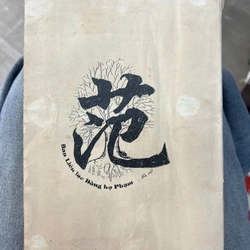 范
Ban Liên lạc Dòng họ Phạm